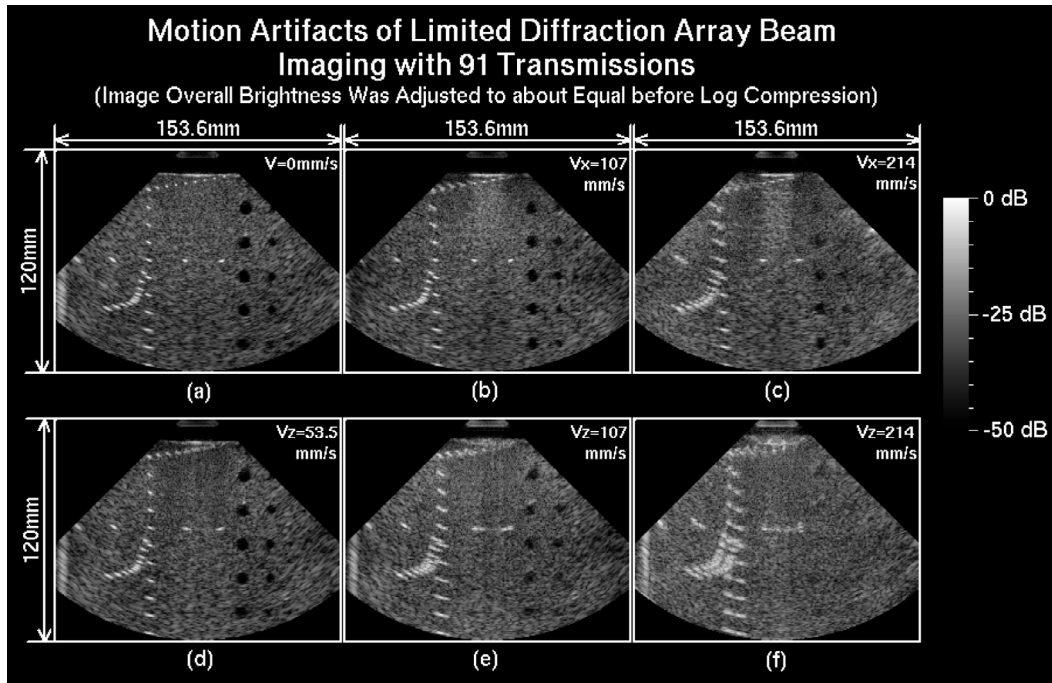 Motion Artifacts of Limited Diffraction Array Beam
Imaging with 91 Transmissions
(Image Overall Brightness Was Adjusted to about Equal before Log Compression)
153.6mm 153.6mm 153.6mm
120mm
V=0mm/s
Vx=107
mm/s
Vx=214
mm/s
0 dB
-25 dB
-50 dB
(a) (b) (c)
120mm
Vz=53.5
mm/s
Vz=107
mm/s
Vz=214
mm/s
(d) (e) (f)